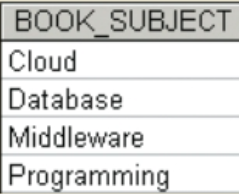 BOOK_SUBJECT
Cloud
Database
Middleware
Programming